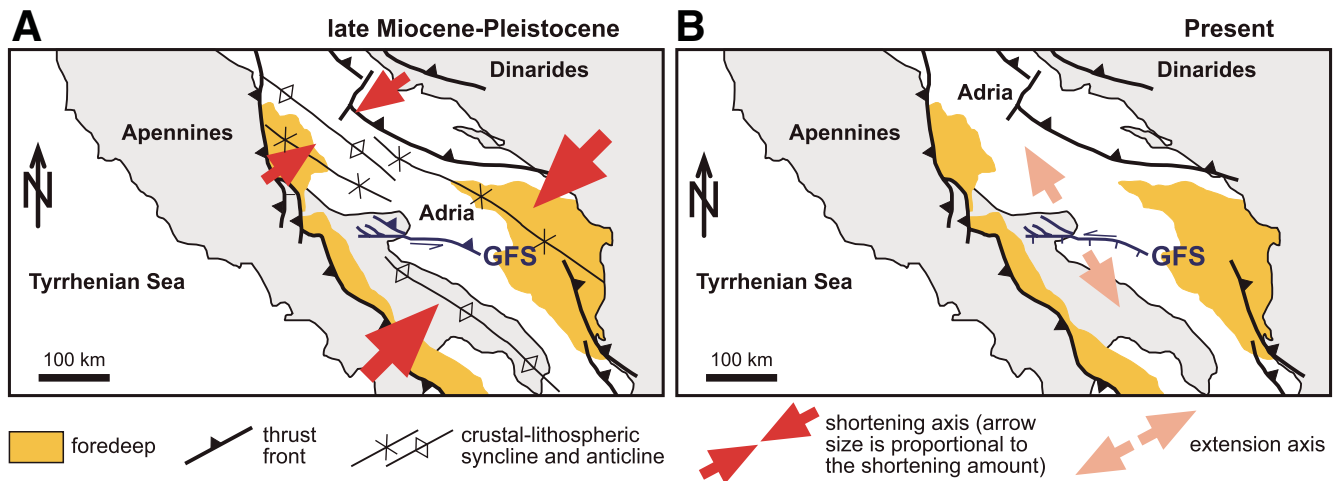 A
late Miocene-Pleistocene
Dinarides
Apennines
Adria
N
GFS
Tyrrhenian Sea
100 km
B
Present
Dinarides
Adria
Apennines
N
GFS
Tyrrhenian Sea
100 km
foredeep
thrust
front
crustal-lithospheric
syncline and anticline
shortening axis (arrow
size is proportional to
the shortening amount)
extension axis